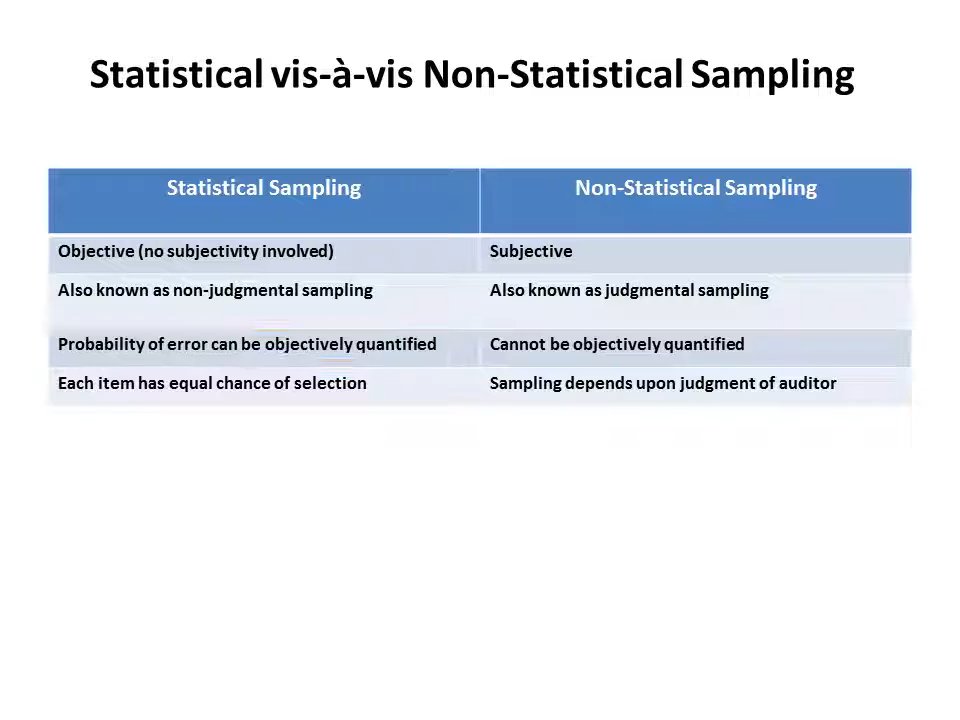 Statistical vis-à-vis Non-Statistical Sampling
Statistical Sampling
Non-Statistical Sampling
Objective (no subjectivity involved)
Subjective
Also known as non-judgmental sampling
Also known as judgmental sampling
Probability of error can be objectively quantified
Cannot be objectively quantified
Each item has equal chance of selection
Sampling depends upon judgment of auditor